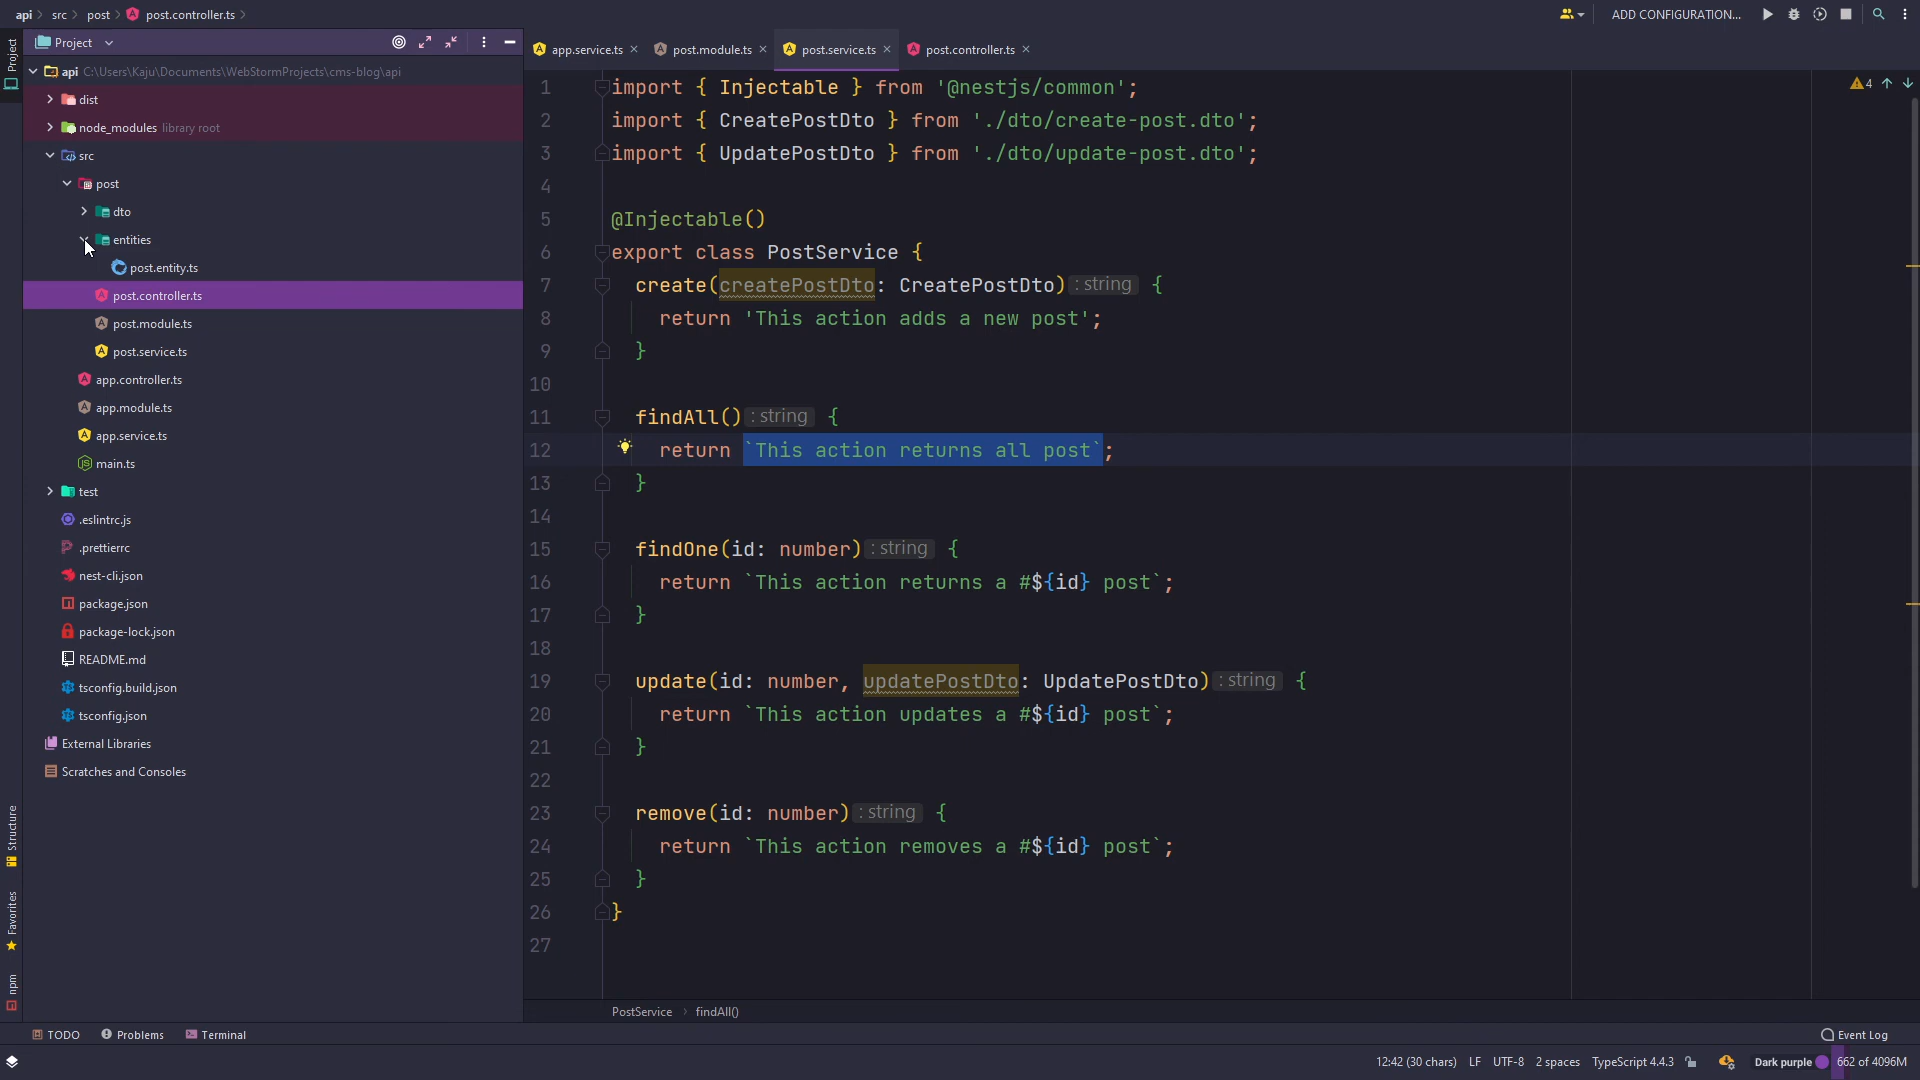 api src post post.controller.ts
ADD CONFIGURATION...
Project
app.service.ts post.module.ts post.service.ts post.controller.ts
Project
api C:\Users\Kaju\Documents\WebStormProjects\cms-blog\api
dist
node_modules library root
src
post
dto
entities
post.entity.ts
post.controller.ts
post.module.ts
post.service.ts
app.controller.ts
app.module.ts
app.service.ts
main.ts
test
.eslintrc.js
.prettierrc
nest-cli.json
package.json
package-lock.json
README.md
tsconfig.build.json
tsconfig.json
External Libraries
Scratches and Consoles
Structure
Favorites
npm
4
1 import { Injectable } from '@nestjs/common';
2 import { CreatePostDto } from './dto/create-post.dto';
3 import { UpdatePostDto } from './dto/update-post.dto';
4
5 @Injectable()
6 export class PostService {
7 create(createPostDto: CreatePostDto) : string {
8 return 'This action adds a new post';
9 }
10
11 findAll() : string {
12 return `This action returns all post`;
13 }
14
15 findOne(id: number) : string {
16 return `This action returns a #${id} post`;
17 }
18
19 update(id: number, updatePostDto: UpdatePostDto) : string {
20 return `This action updates a #${id} post`;
21 }
22
23 remove(id: number) : string {
24 return `This action removes a #${id} post`;
25 }
26 }
27
PostService findAll()
TODO Problems Terminal
Event Log
12:42 (30 chars) LF UTF-8 2 spaces TypeScript 4.4.3 Dark purple 662 of 4096M